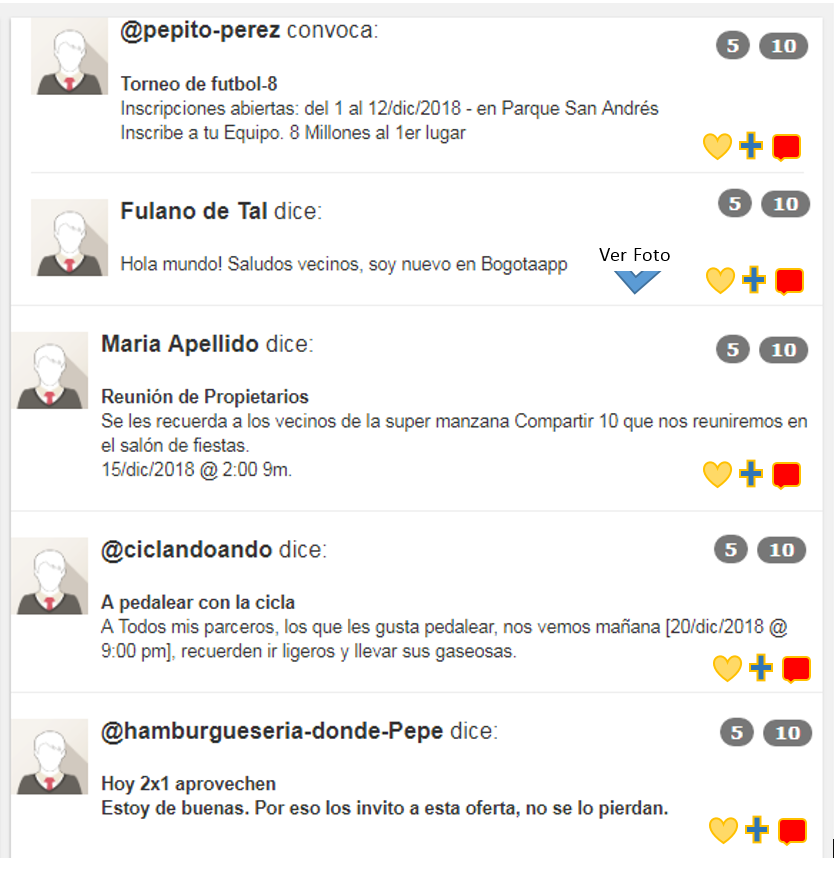 @pepito-perez convoca:
5 10
Torneo de futbol-8
Inscripciones abiertas: del 1 al 12/dic/2018 - en Parque San Andrés
Inscribe a tu Equipo. 8 Millones al 1er lugar
Fulano de Tal dice:
5 10
Ver Foto
Hola mundo! Saludos vecinos, soy nuevo en Bogotaapp
Maria Apellido dice:
5 10
Reunión de Propietarios
Se les recuerda a los vecinos de la super manzana Compartir 10 que nos reuniremos en
el salón de fiestas.
15/dic/2018 @ 2:00 9m.
@ciclandoando dice:
5 10
A pedalear con la cicla
A Todos mis parceros, los que les gusta pedalear, nos vemos mañana [20/dic/2018 @
9:00 pm], recuerden ir ligeros y llevar sus gaseosas.
@hamburgueseria-donde-Pepe dice:
5 10
Hoy 2x1 aprovechen
Estoy de buenas. Por eso los invito a esta oferta, no se lo pierdan.